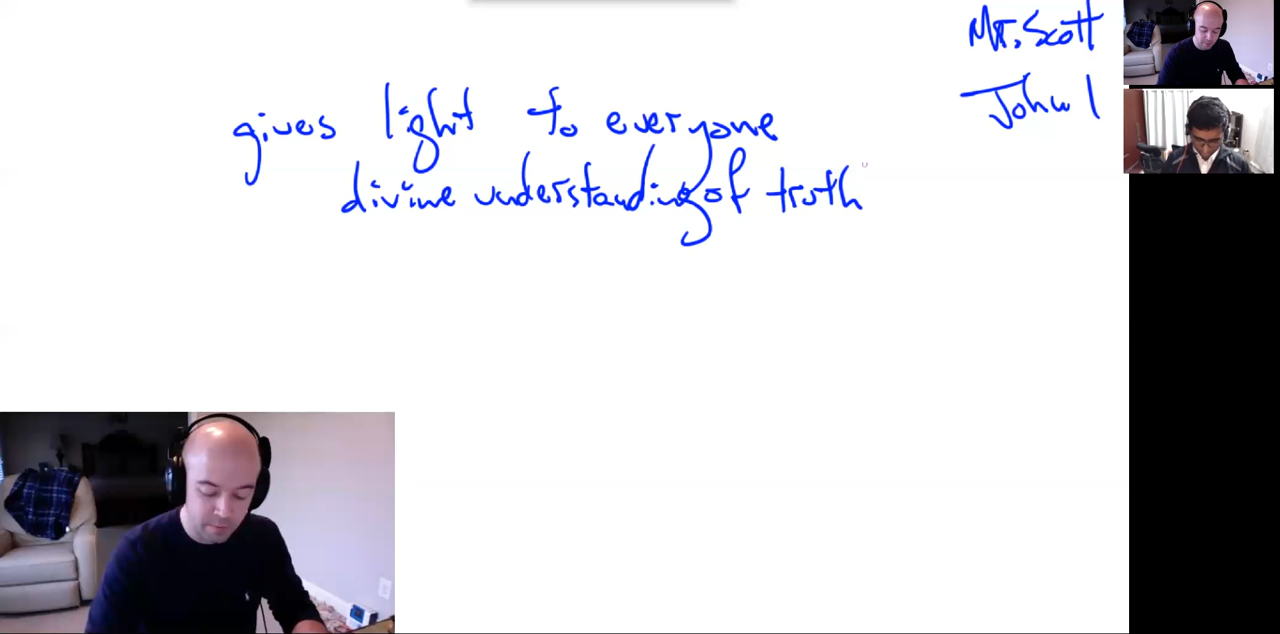 Mr. Scott
John 1
gives light to everyone
divine understanding of truth